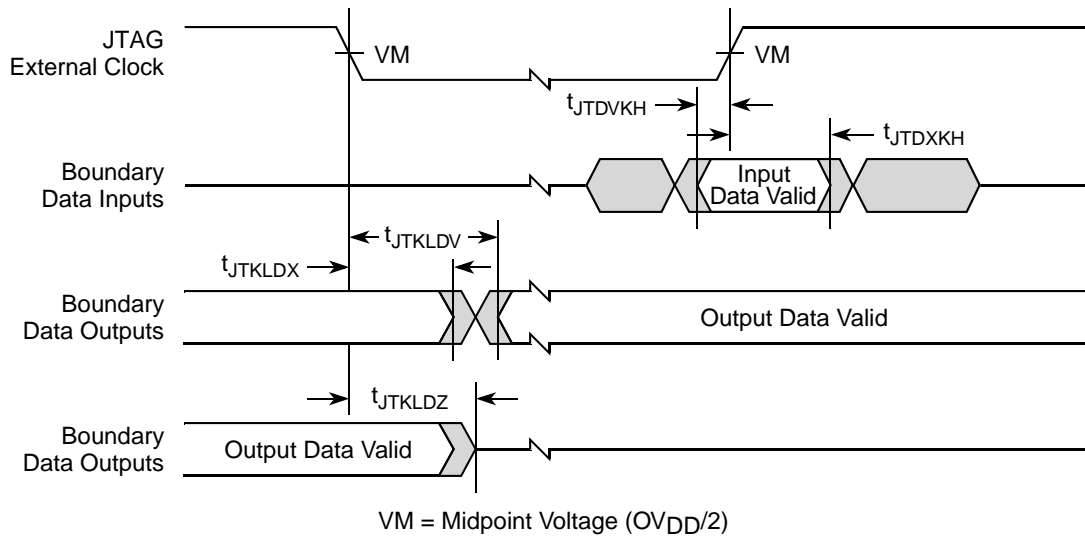 JTAG
External Clock
VM
VM
tJTDVKH
tJTDXKH
Boundary
Data Inputs
Input
Data Valid
tJTKLDV
tJTKLDX
Boundary
Data Outputs
Output Data Valid
tJTKLDZ
Boundary
Data Outputs
Output Data Valid
VM = Midpoint Voltage (OVDD/2)